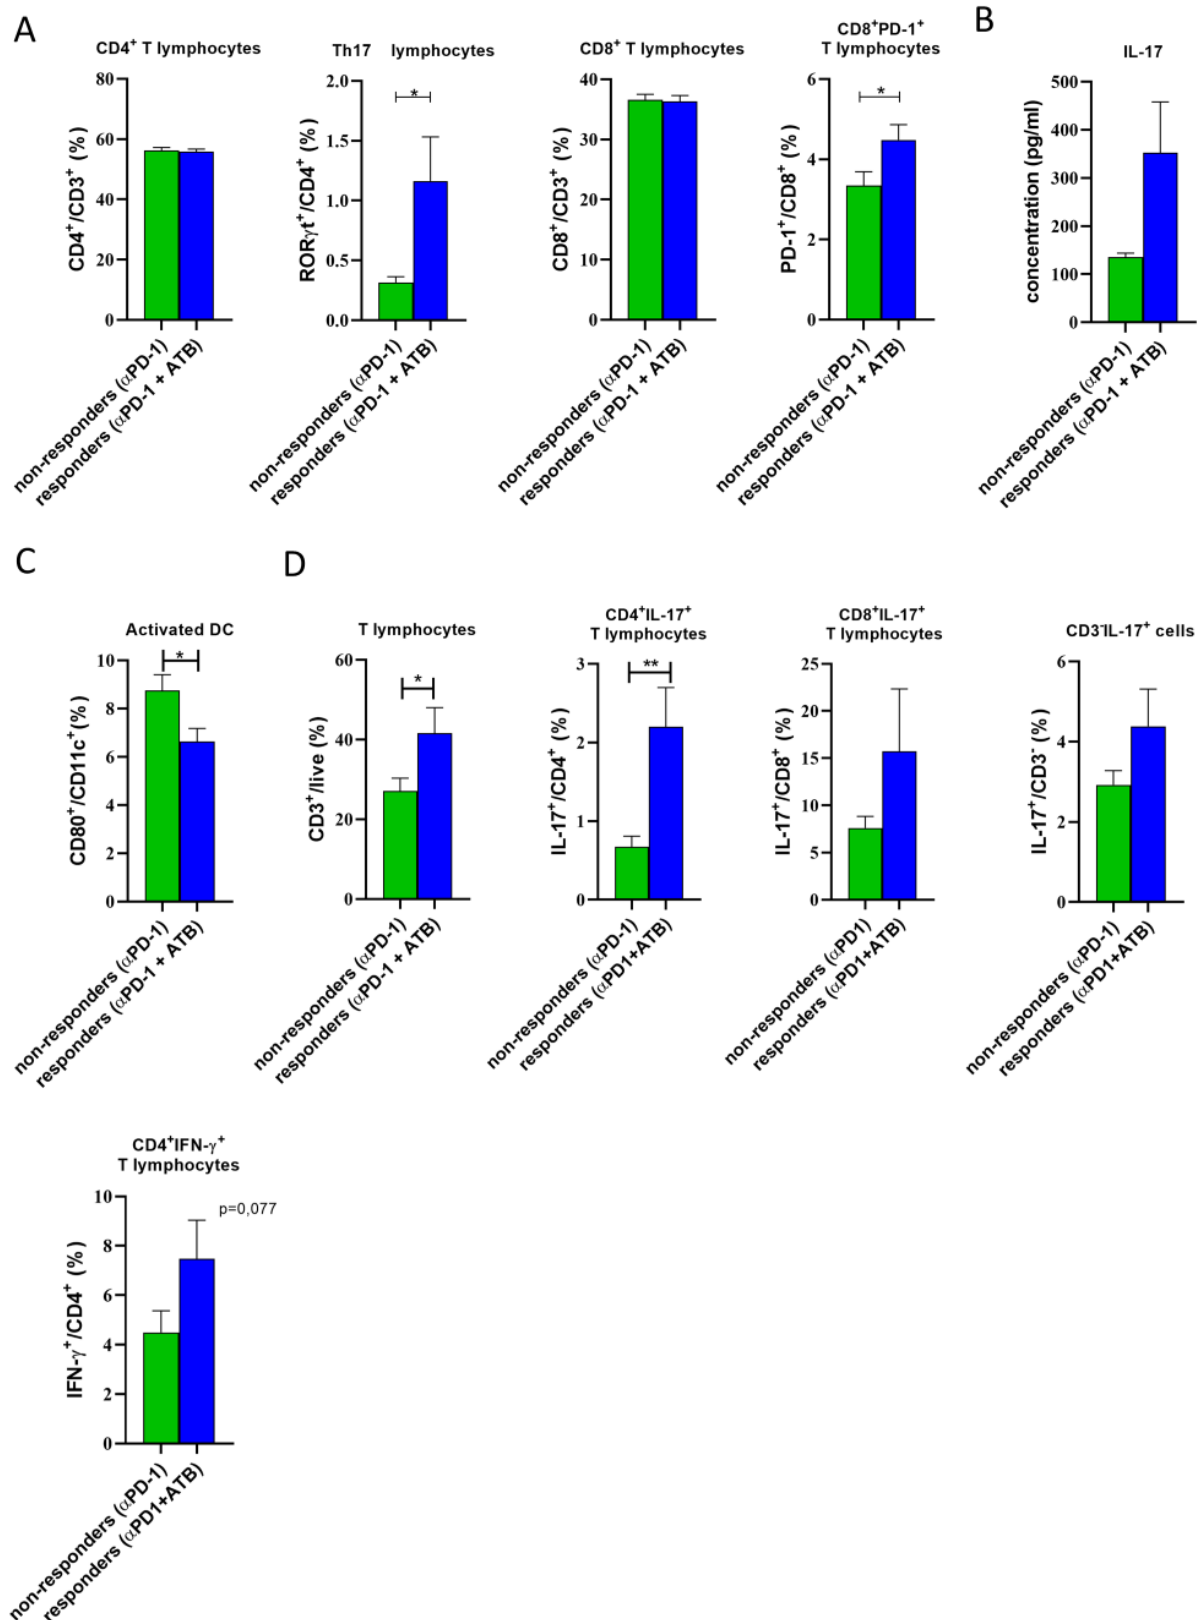 A
CD4⁺ T lymphocytes
CD4⁺/CD3⁺ (%)
80
60
40
20
0
non-responders (αPD-1)
responders (αPD-1 + ATB)
Th17 lymphocytes
RORγt⁺/CD4⁺ (%)
2.0
1.5
1.0
0.5
0.0
*
non-responders (αPD-1)
responders (αPD-1 + ATB)
CD8⁺ T lymphocytes
CD8⁺/CD3⁺ (%)
40
30
20
10
0
non-responders (αPD-1)
responders (αPD-1 + ATB)
CD8⁺PD-1⁺
T lymphocytes
PD-1⁺/CD8⁺ (%)
6
4
2
0
*
non-responders (αPD-1)
responders (αPD-1 + ATB)
B
IL-17
concentration (pg/ml)
500
400
300
200
100
0
non-responders (αPD-1)
responders (αPD-1 + ATB)
C
Activated DC
CD80⁺/CD11c⁺(%)
10
8
6
4
2
0
*
non-responders (αPD-1)
responders (αPD-1 + ATB)
D
T lymphocytes
CD3⁺/live (%)
60
40
20
0
*
non-responders (αPD-1)
responders (αPD-1 + ATB)
CD4⁺IL-17⁺
T lymphocytes
IL-17⁺/CD4⁺ (%)
3
2
1
0
**
non-responders (αPD-1)
responders (αPD1+ATB)
CD8⁺IL-17⁺
T lymphocytes
IL-17⁺/CD8⁺ (%)
25
20
15
10
5
0
non-responders (αPD1)
responders (αPD1+ATB)
CD3⁻IL-17⁺ cells
IL-17⁺/CD3⁻ (%)
6
4
2
0
non-responders (αPD-1)
responders (αPD1+ATB)
CD4⁺IFN-γ⁺
T lymphocytes
IFN-γ⁺/CD4⁺ (%)
10
8
6
4
2
0
p=0,077
non-responders (αPD-1)
responders (αPD1+ATB)